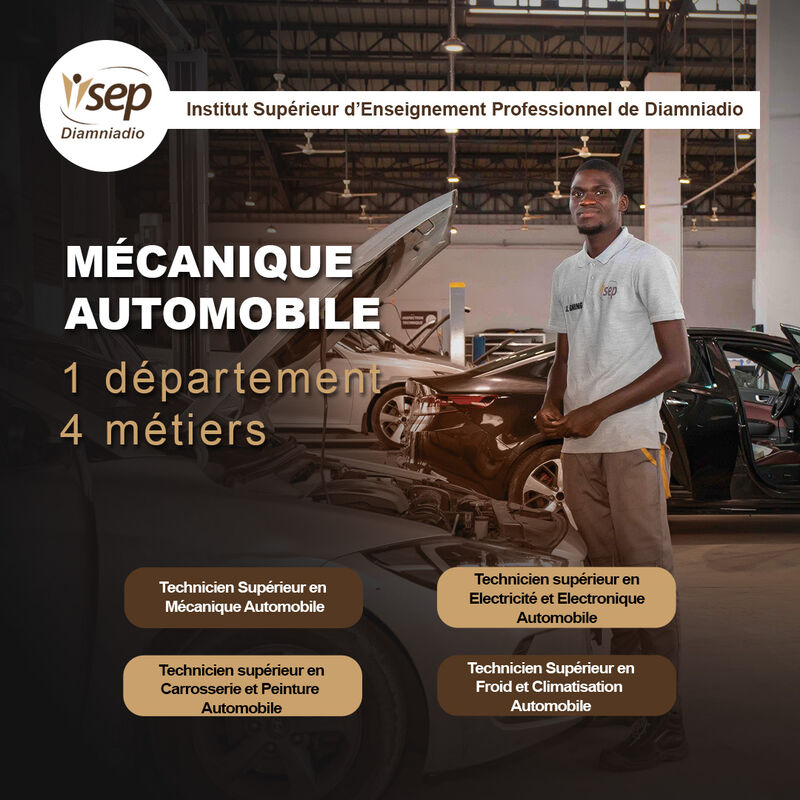 isep
Diamniadio
Institut Supérieur d'Enseignement Professionnel de Diamniadio
MÉCANIQUE
AUTOMOBILE
1 département
4 métiers
isep
Technicien Supérieur en
Mécanique Automobile
Technicien supérieur en
Electricité et Electronique
Automobile
Technicien supérieur en
Carrosserie et Peinture
Automobile
Technicien Supérieur en
Froid et Climatisation
Automobile